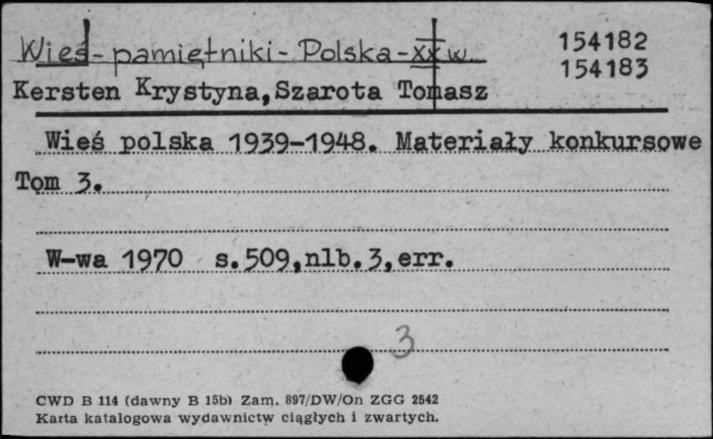 Wieś - pamiętniki - Polska - XX w.
154182
154183
Kersten Krystyna, Szarota Tomasz
Wieś polska 1939-1948. Materiały konkursowe
Tom 3.
W-wa 1970 s.509,nlb.3,err.
3
CWD B 114 (dawny B 15b) Zam. 897/DW/On ZGG 2542
Karta katalogowa wydawnictw ciągłych i zwartych.